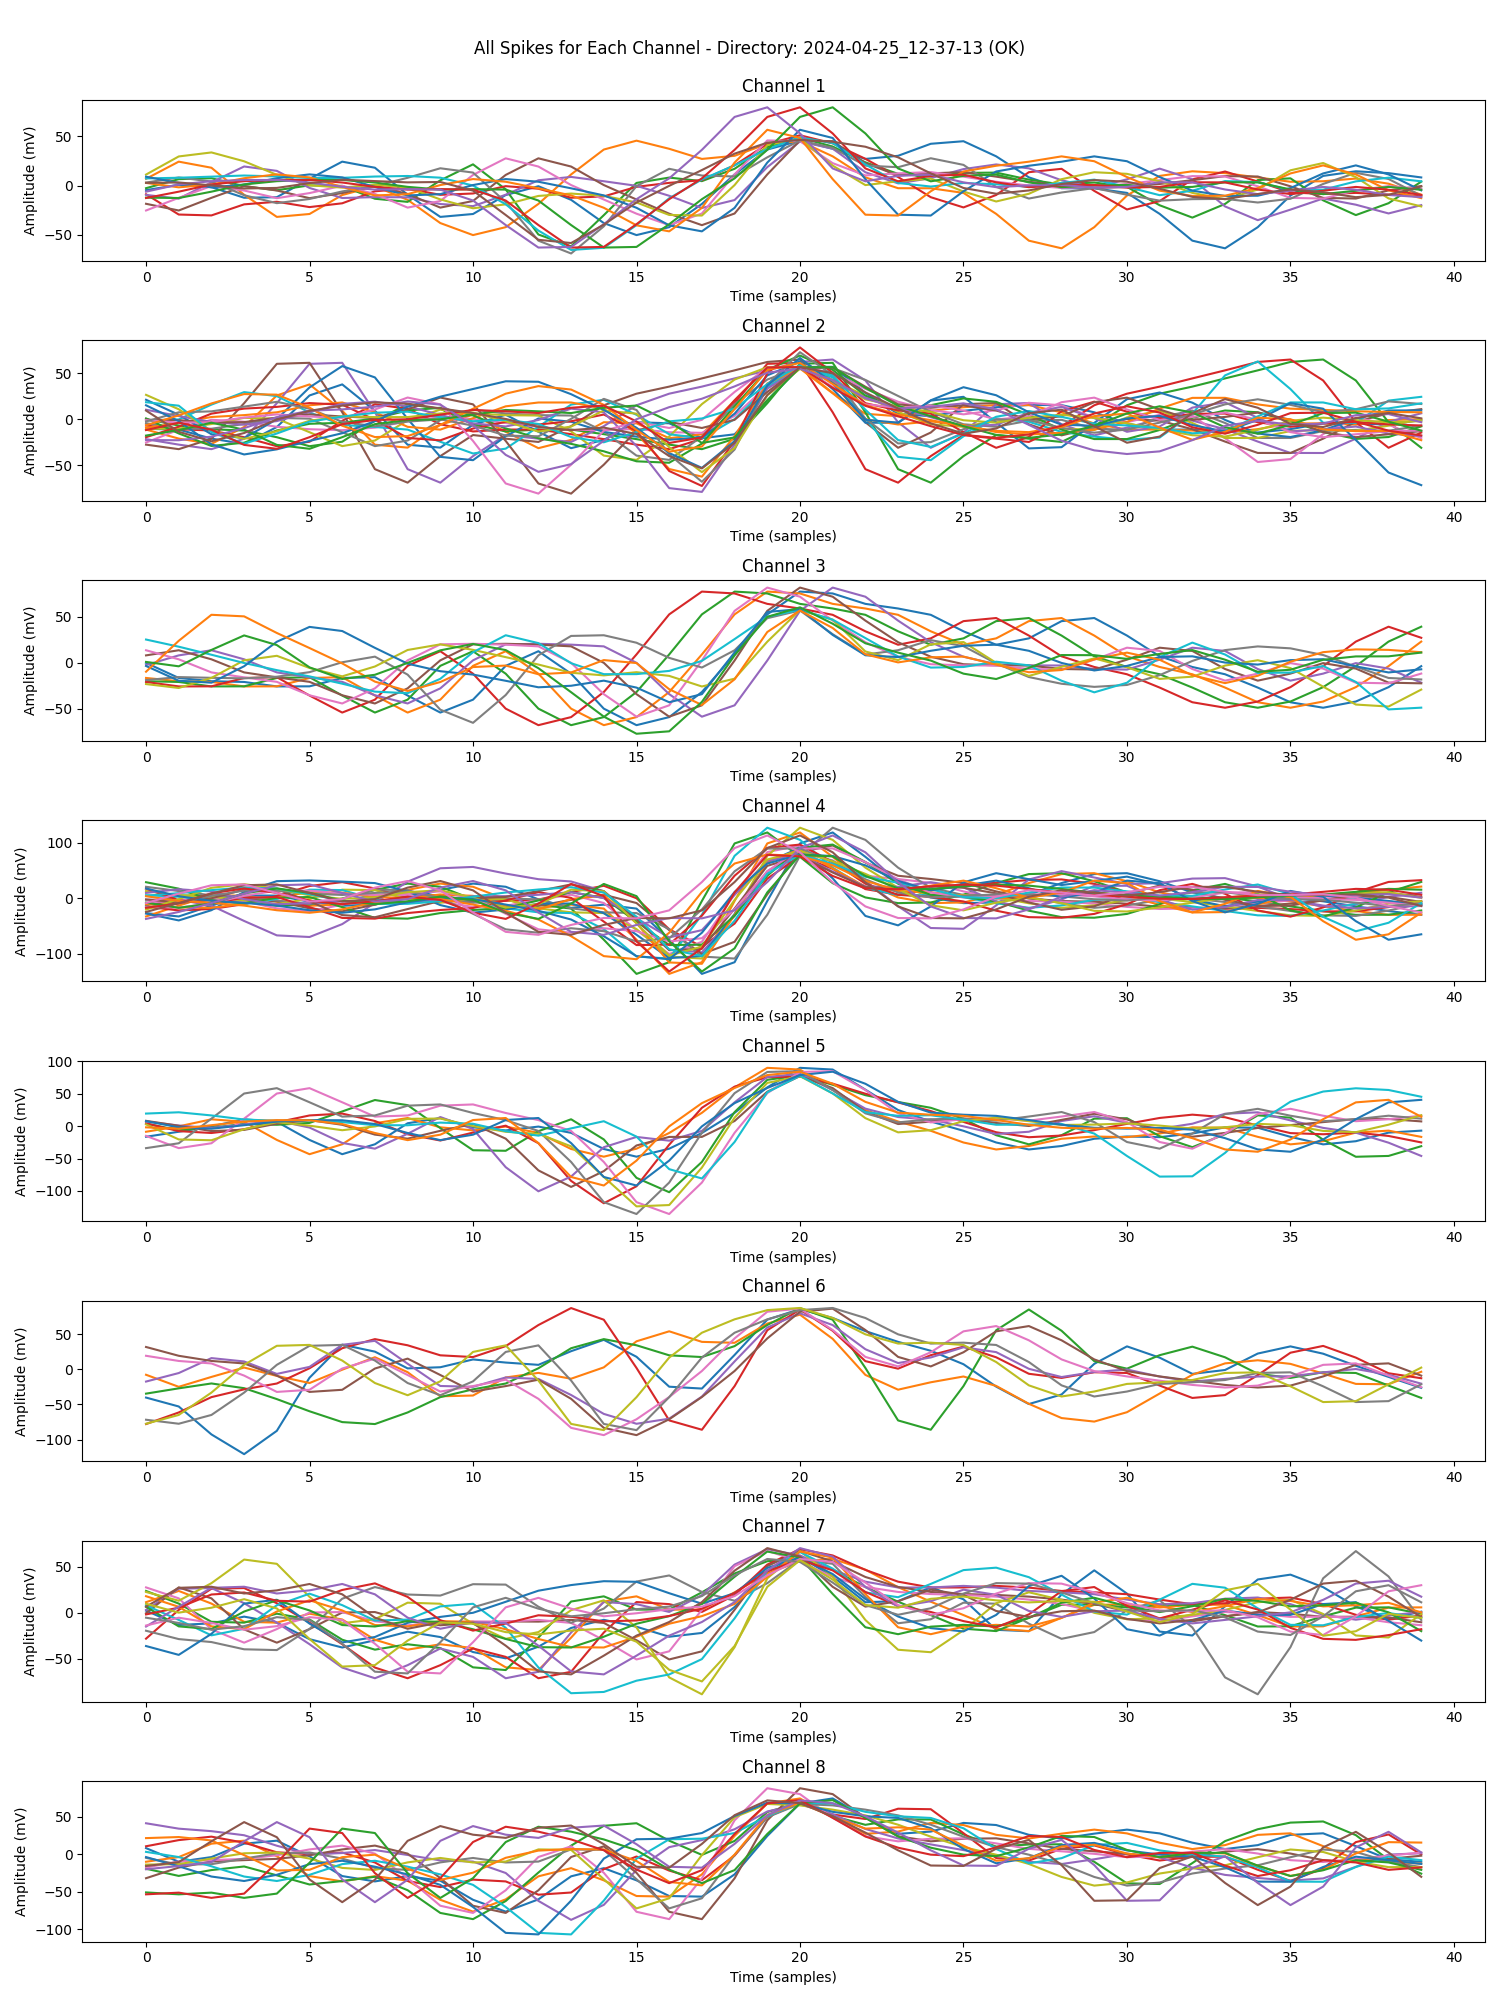 All Spikes for Each Channel - Directory: 2024-04-25_12-37-13 (OK)
Channel 1
Amplitude (mV)
50
0
−50
0 5 10 15 20 25 30 35 40
Time (samples)
Channel 2
Amplitude (mV)
50
0
−50
0 5 10 15 20 25 30 35 40
Time (samples)
Channel 3
Amplitude (mV)
50
0
−50
0 5 10 15 20 25 30 35 40
Time (samples)
Channel 4
Amplitude (mV)
100
0
−100
0 5 10 15 20 25 30 35 40
Time (samples)
Channel 5
Amplitude (mV)
100
50
0
−50
−100
0 5 10 15 20 25 30 35 40
Time (samples)
Channel 6
Amplitude (mV)
50
0
−50
−100
0 5 10 15 20 25 30 35 40
Time (samples)
Channel 7
Amplitude (mV)
50
0
−50
0 5 10 15 20 25 30 35 40
Time (samples)
Channel 8
Amplitude (mV)
50
0
−50
−100
0 5 10 15 20 25 30 35 40
Time (samples)